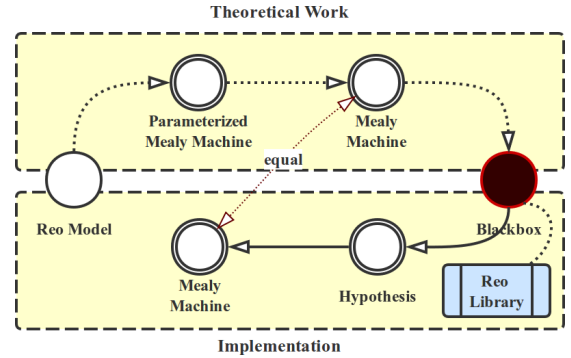 Theoretical Work
Parameterized
Mealy Machine
Mealy
Machine
equal
Reo Model
Blackbox
Mealy
Machine
Hypothesis
Reo
Library
Implementation